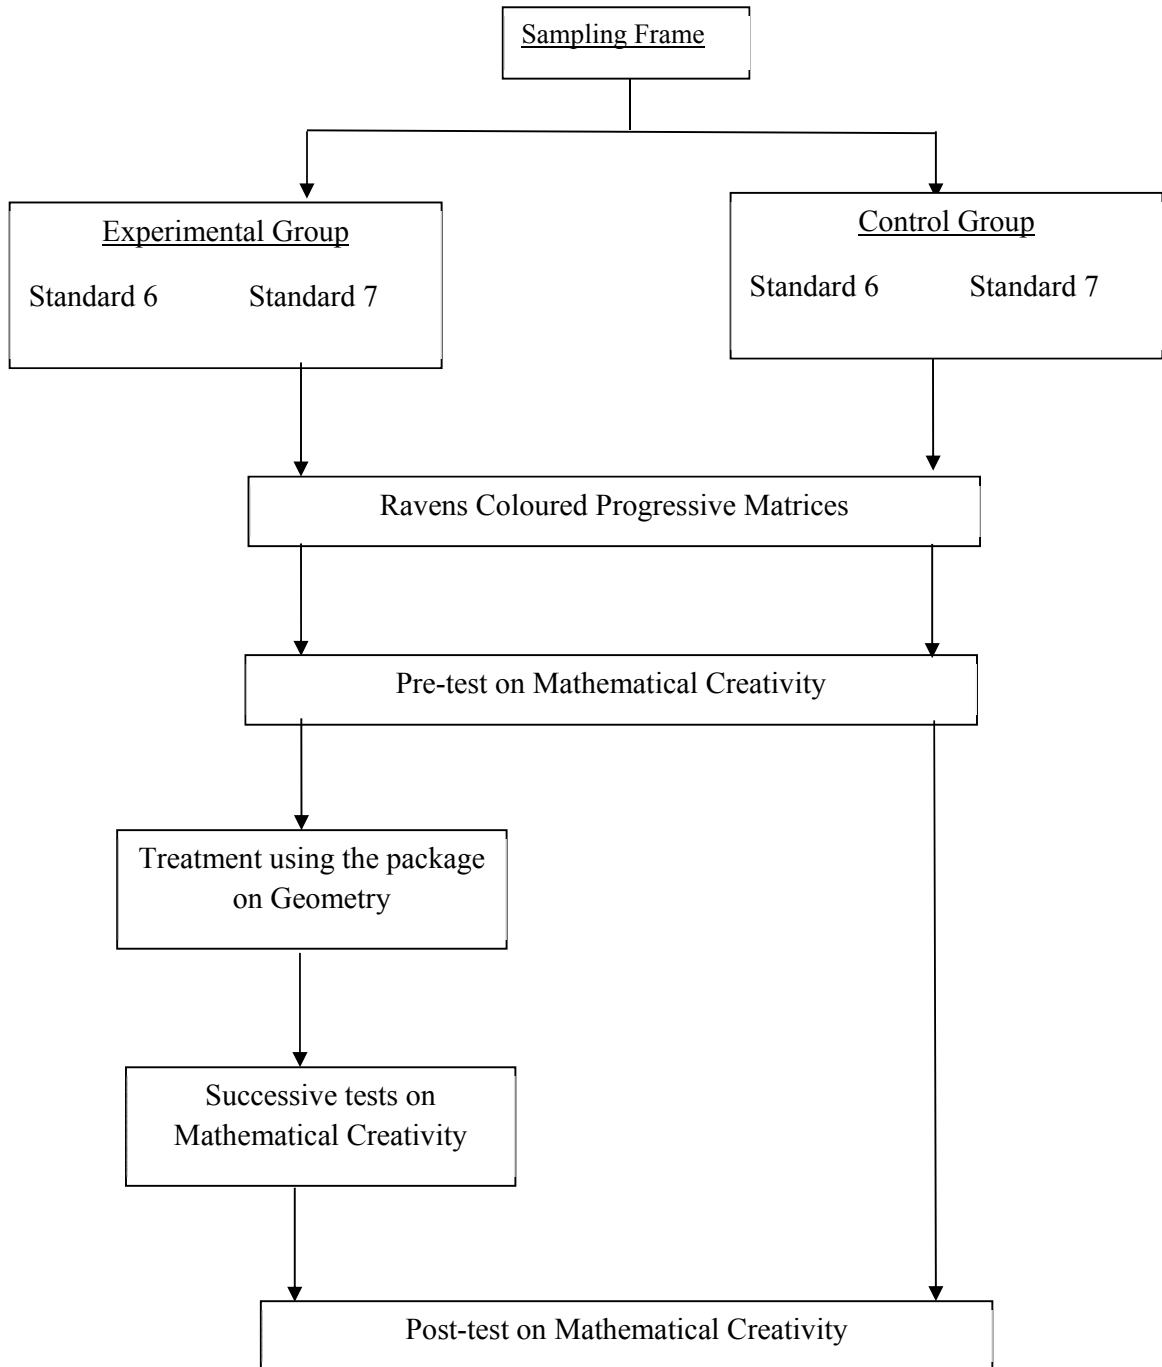 Sampling Frame
Experimental Group
Standard 6 Standard 7
Control Group
Standard 6 Standard 7
Ravens Coloured Progressive Matrices
Pre-test on Mathematical Creativity
Treatment using the package
on Geometry
Successive tests on
Mathematical Creativity
Post-test on Mathematical Creativity